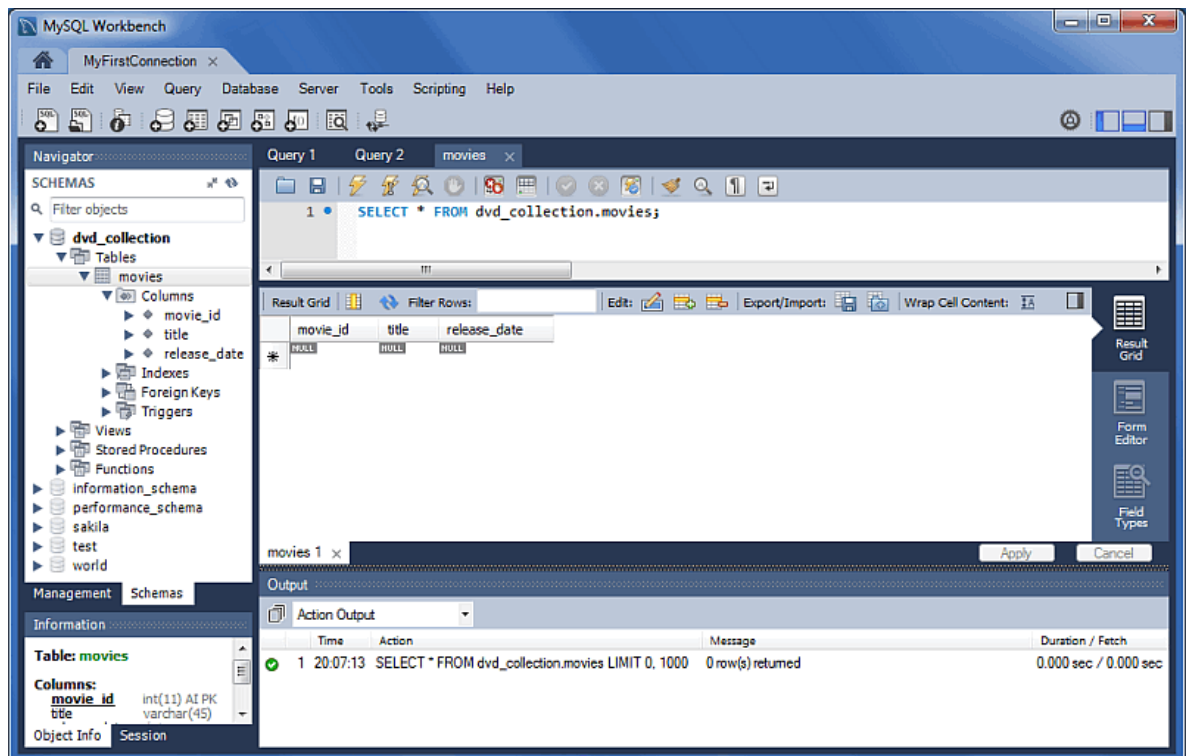 MySQL Workbench
MyFirstConnection
File Edit View Query Database Server Tools Scripting Help
Navigator
SCHEMAS
Filter objects
dvd_collection
Tables
movies
Columns
movie_id
title
release_date
Indexes
Foreign Keys
Triggers
Views
Stored Procedures
Functions
information_schema
performance_schema
sakila
test
world
Management Schemas
Information
Table: movies
Columns:
movie_id int(11) AI PK
title varchar(45)
Object Info Session
Query 1 Query 2 movies
1 SELECT * FROM dvd_collection.movies;
Result Grid Filter Rows: Edit: Export/Import: Wrap Cell Content:
movie_id title release_date
NULL NULL NULL
Result
Grid
Form
Editor
Field
Types
movies 1 Apply Cancel
Output
Action Output
Time Action Message Duration / Fetch
1 20:07:13 SELECT * FROM dvd_collection.movies LIMIT 0, 1000 0 row(s) returned 0.000 sec / 0.000 sec